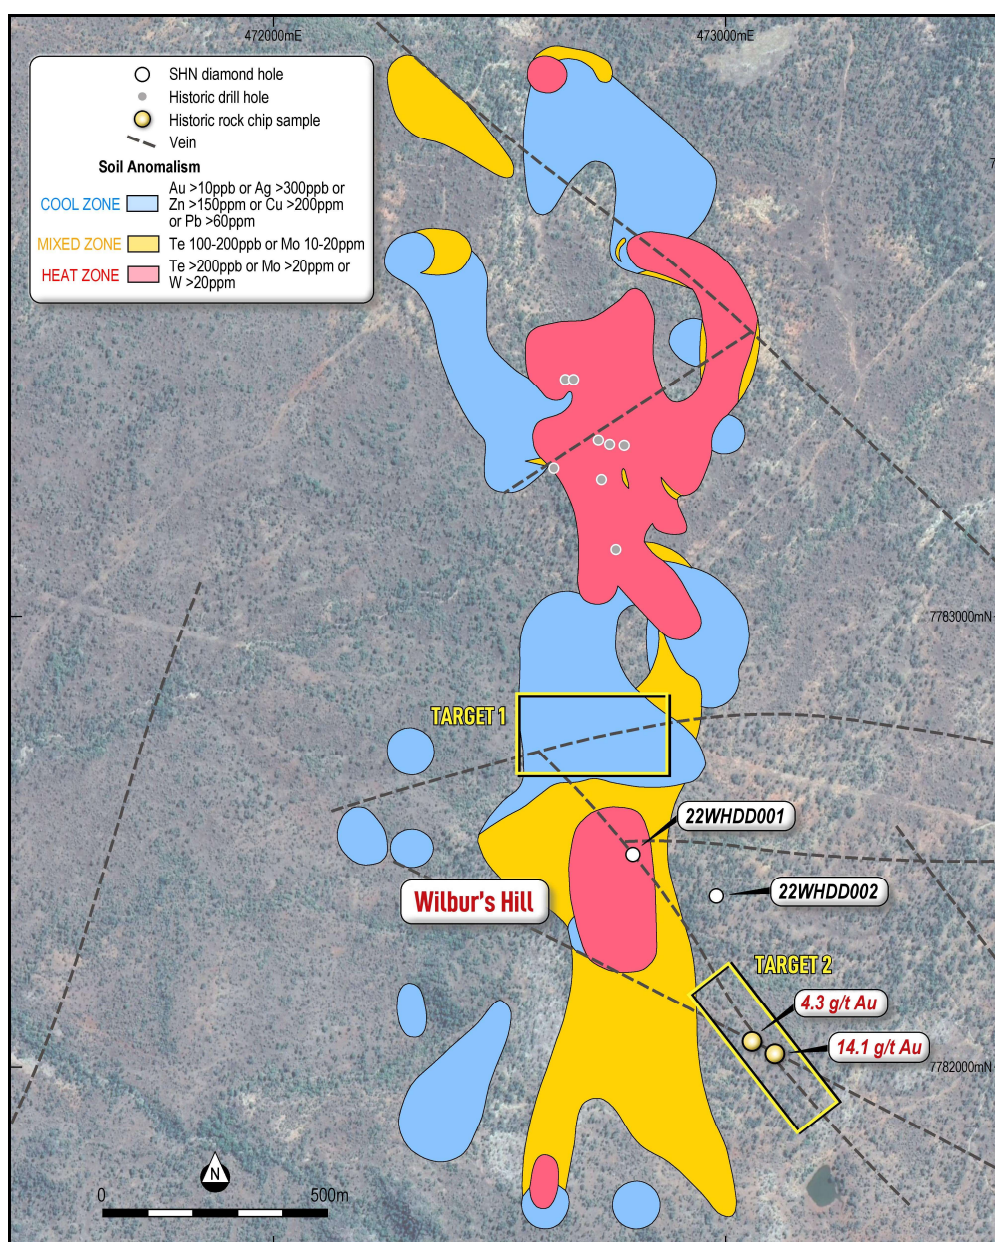 472000mE
473000mE
SHN diamond hole
Historic drill hole
Historic rock chip sample
Vein
Soil Anomalism
COOL ZONE
Au >10ppb or Ag >300ppb or
Zn >150ppm or Cu >200ppm
or Pb >60ppm
MIXED ZONE
Te 100-200ppb or Mo 10-20ppm
HEAT ZONE
Te >200ppb or Mo >20ppm or
W >20ppm
7783000mN
TARGET 1
22WHDD001
22WHDD002
Wilbur's Hill
TARGET 2
4.3 g/t Au
14.1 g/t Au
7782000mN
N
0
500m